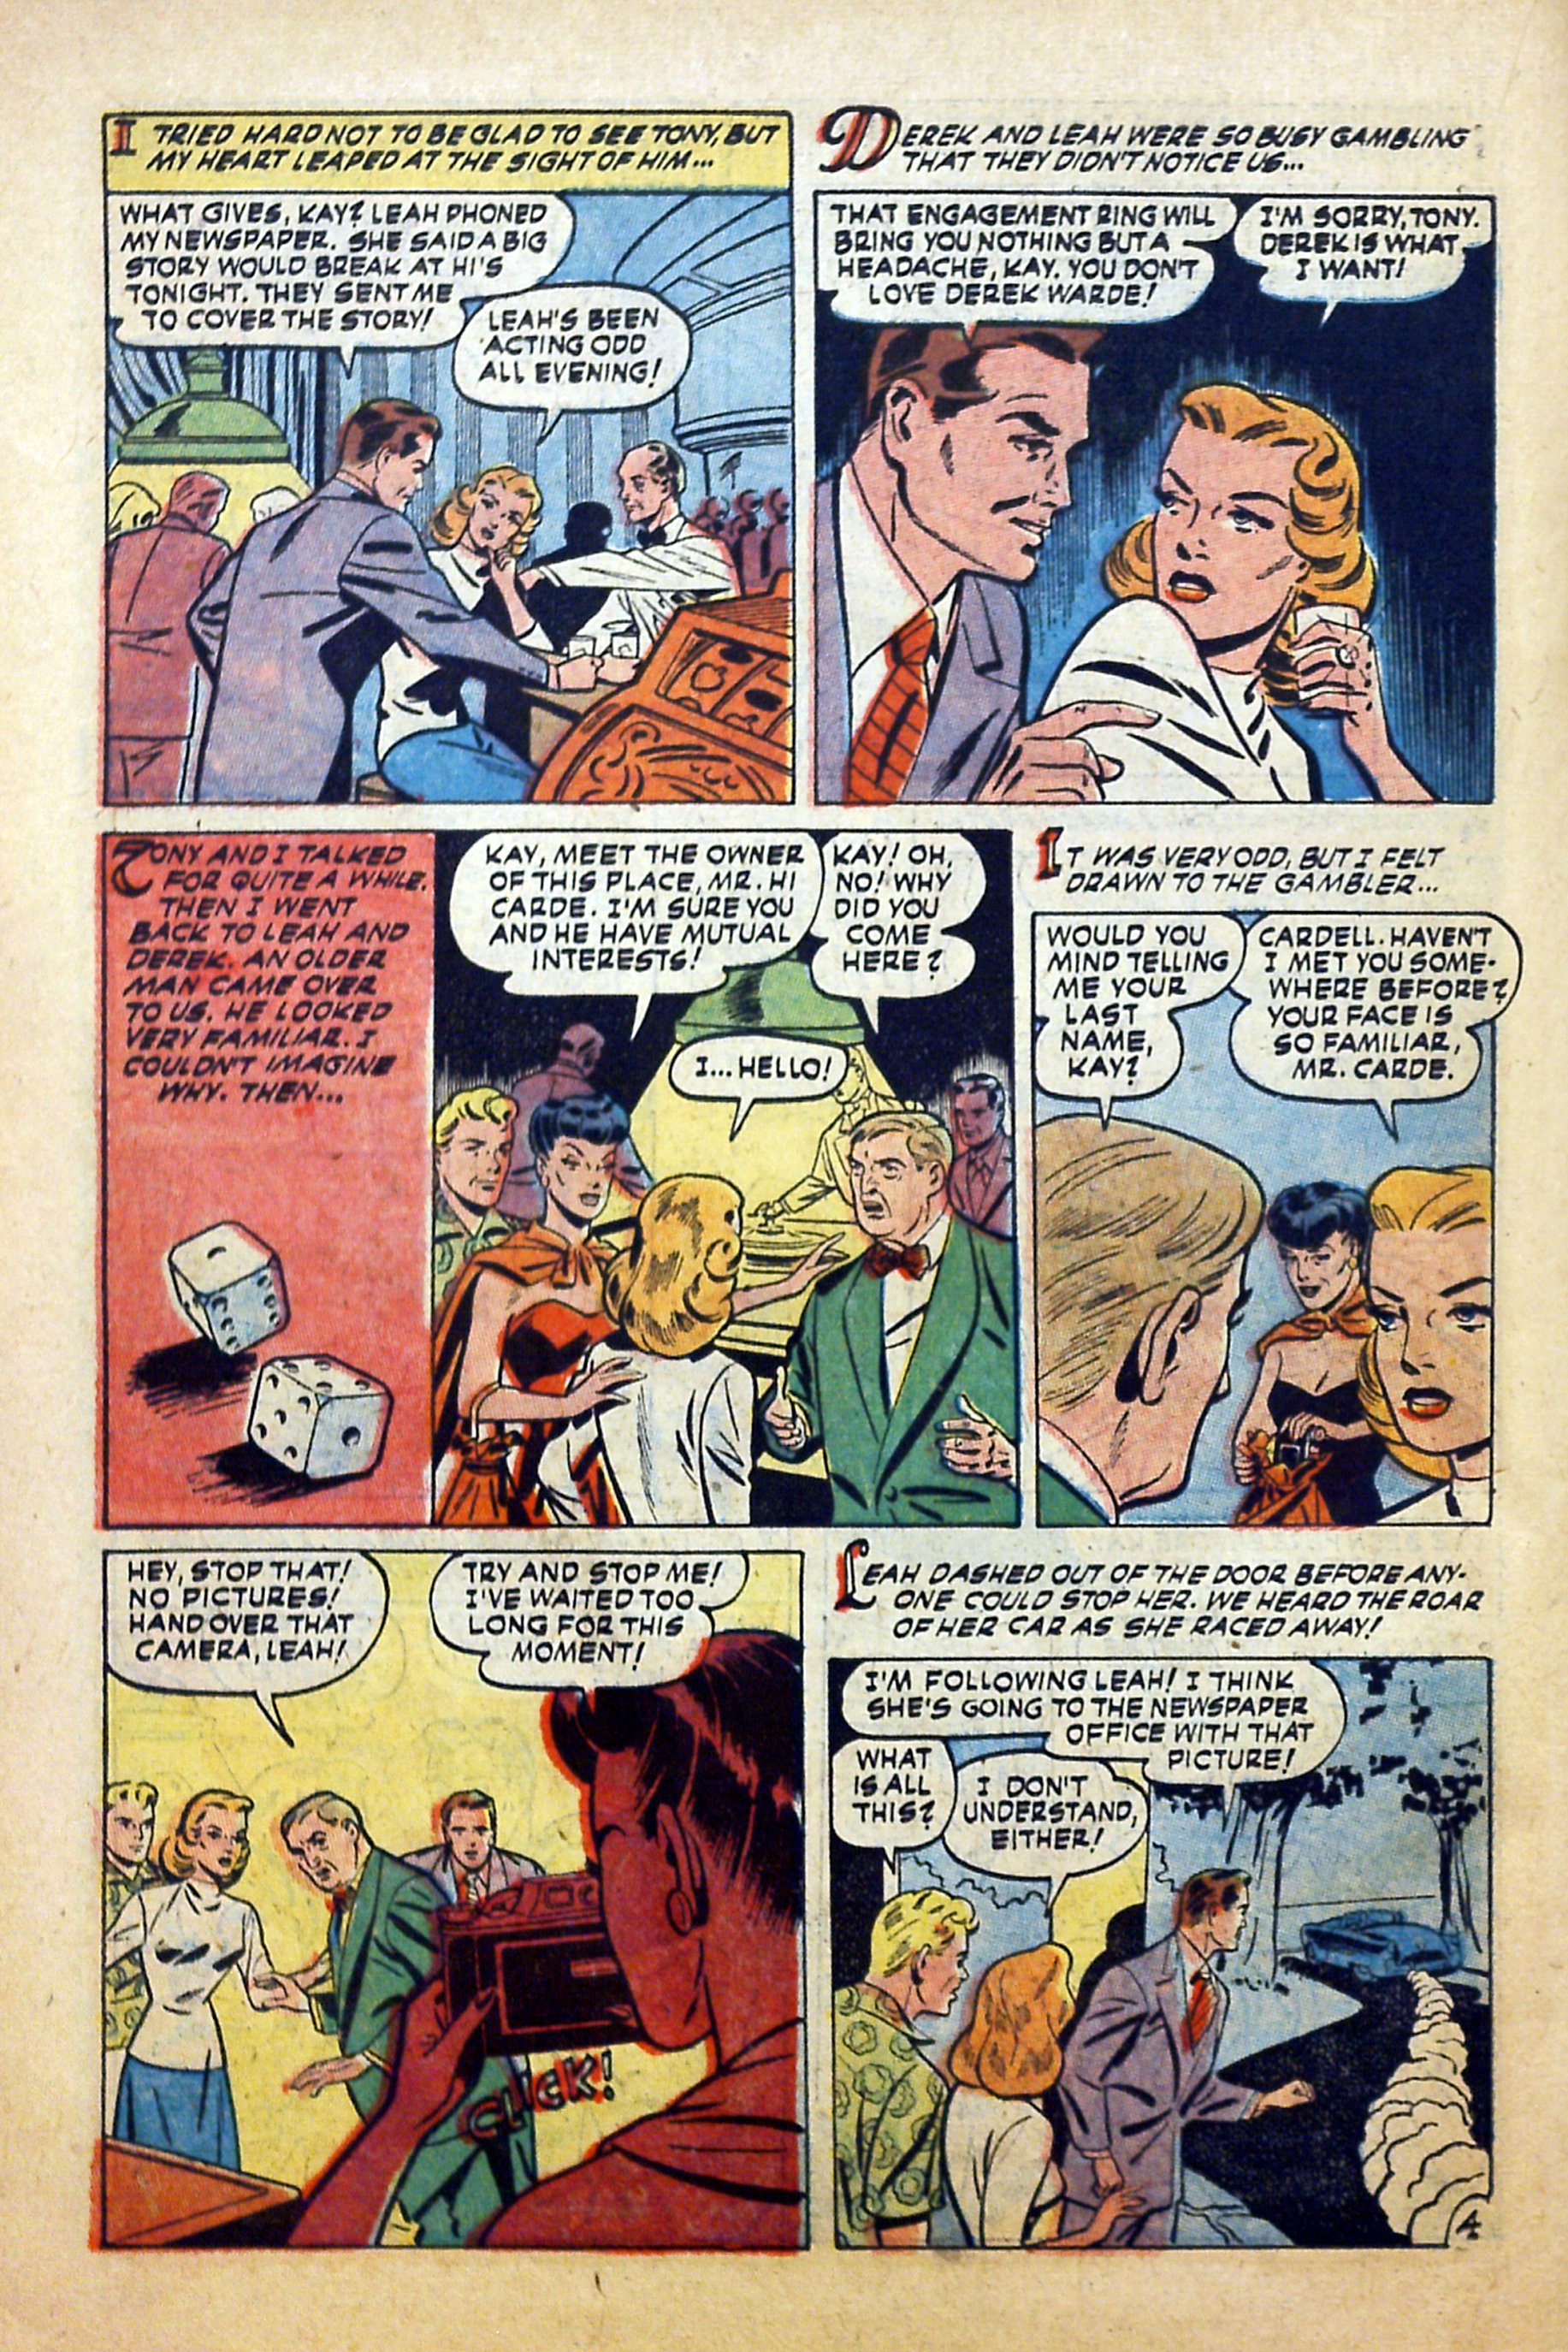 I TRIED HARD NOT TO BE GLAD TO SEE TONY, BUT
MY HEART LEAPED AT THE SIGHT OF HIM...
WHAT GIVES, KAY? LEAH PHONED
MY NEWSPAPER. SHE SAID A BIG
STORY WOULD BREAK AT HI'S
TONIGHT. THEY SENT ME
TO COVER THE STORY!
LEAH'S BEEN
ACTING ODD
ALL EVENING!
DEREK AND LEAH WERE SO BUSY GAMBLING
THAT THEY DIDN'T NOTICE US...
THAT ENGAGEMENT RING WILL
BRING YOU NOTHING BUT A
HEADACHE, KAY. YOU DON'T
LOVE DEREK WARDE!
I'M SORRY, TONY.
DEREK IS WHAT
I WANT!
TONY AND I TALKED
FOR QUITE A WHILE.
THEN I WENT
BACK TO LEAH AND
DEREK. AN OLDER
MAN CAME OVER
TO US. HE LOOKED
VERY FAMILIAR. I
COULDN'T IMAGINE
WHY. THEN...
KAY, MEET THE OWNER
OF THIS PLACE, MR. HI
CARDE. I'M SURE YOU
AND HE HAVE MUTUAL
INTERESTS!
KAY! OH,
NO! WHY
DID YOU
COME
HERE?
I... HELLO!
IT WAS VERY ODD, BUT I FELT
DRAWN TO THE GAMBLER...
WOULD YOU
MIND TELLING
ME YOUR
LAST
NAME,
KAY?
CARDELL. HAVEN'T
I MET YOU SOME-
WHERE BEFORE?
YOUR FACE IS
SO FAMILIAR,
MR. CARDE.
HEY, STOP THAT!
NO PICTURES!
HAND OVER THAT
CAMERA, LEAH!
TRY AND STOP ME!
I'VE WAITED TOO
LONG FOR THIS
MOMENT!
CLICK!
LEAH DASHED OUT OF THE DOOR BEFORE ANY-
ONE COULD STOP HER. WE HEARD THE ROAR
OF HER CAR AS SHE RACED AWAY!
I'M FOLLOWING LEAH! I THINK
SHE'S GOING TO THE NEWSPAPER
OFFICE WITH THAT
PICTURE!
WHAT
IS ALL
THIS?
I DON'T
UNDERSTAND,
EITHER!
4